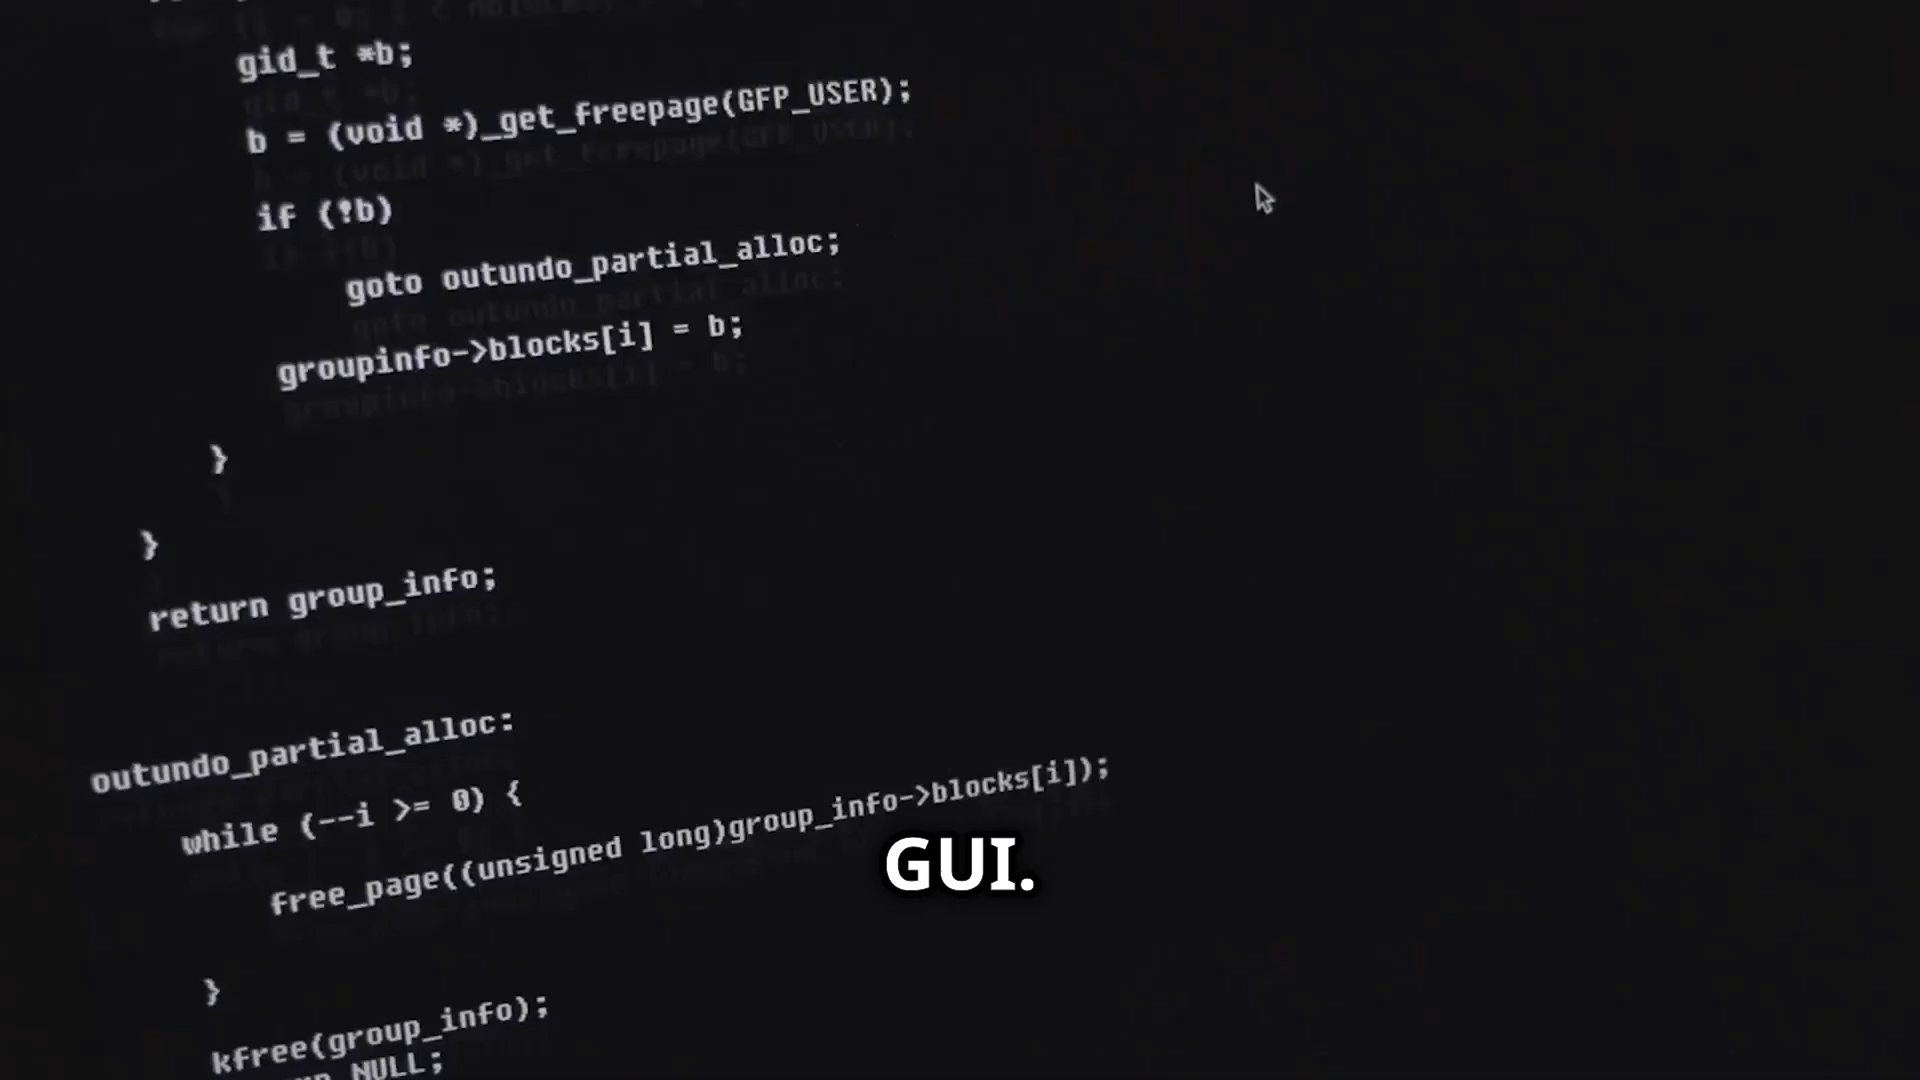 gid_t *b;
b = (void *)_get_freepage(GFP_USER);
if (!b)
goto outundo_partial_alloc;
groupinfo->blocks[i] = b;
}
}
return group_info;
outundo_partial_alloc:
while (--i >= 0) {
free_page((unsigned long)group_info->blocks[i]);
GUI.
}
kfree(group_info);
NULL;